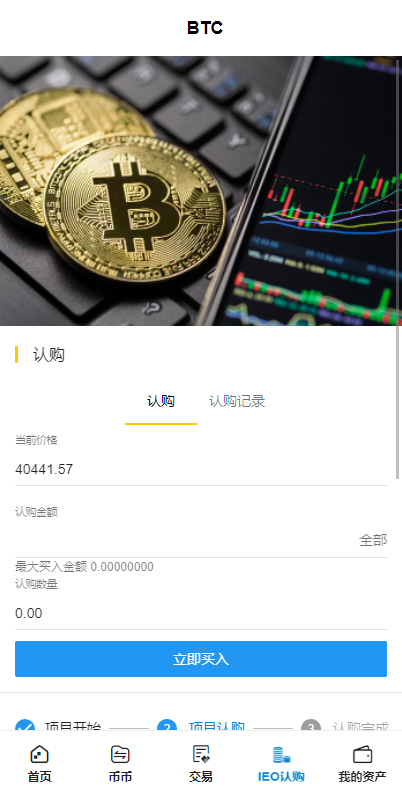 BTC
认购
认购 认购记录
当前价格
40441.57
认购金额
全部
最大买入金额 0.00000000
认购数量
0.00
立即买入
项目开始 2 项目认购 3 认购完成
首页 币币 交易 IEO认购 我的资产